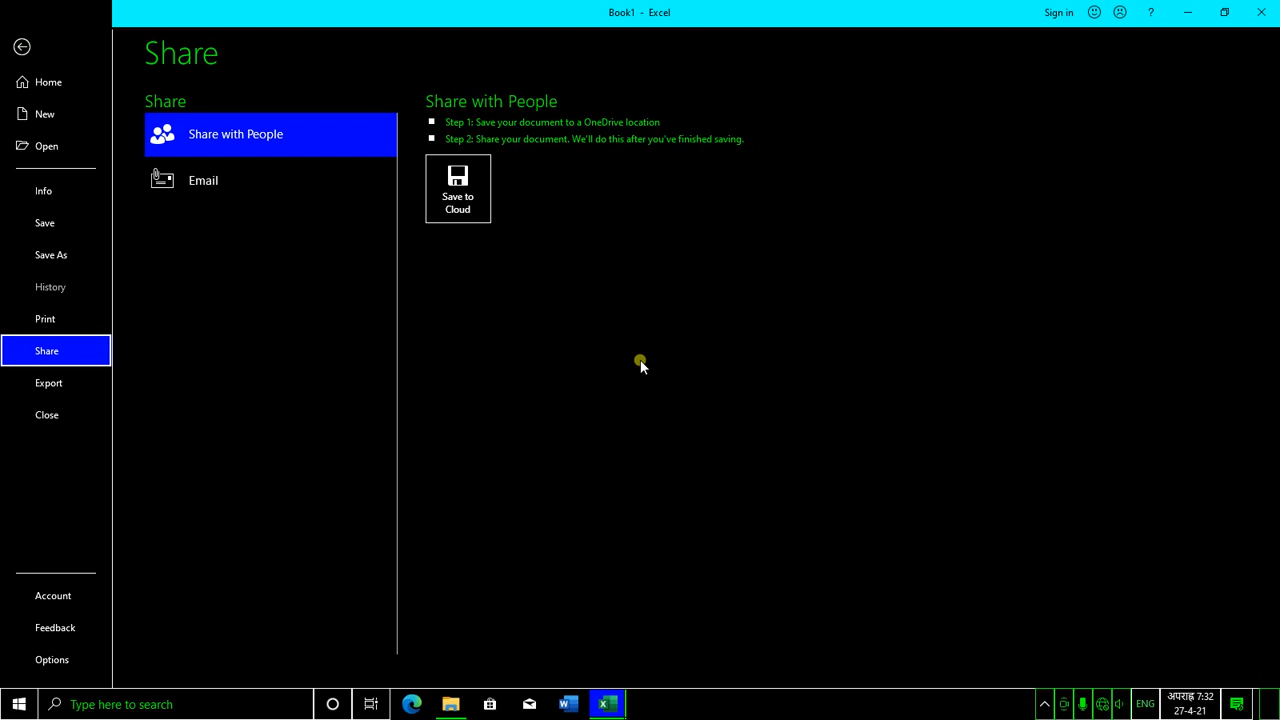 Book1 - Excel
Sign in
?
Share
Home
New
Open
Info
Save
Save As
History
Print
Share
Export
Close
Account
Feedback
Options
Share
Share with People
Email
Share with People
Step 1: Save your document to a OneDrive location
Step 2: Share your document. We'll do this after you've finished saving.
Save to
Cloud
Type here to search
ENG
अपराह्न 7:32
27-4-21